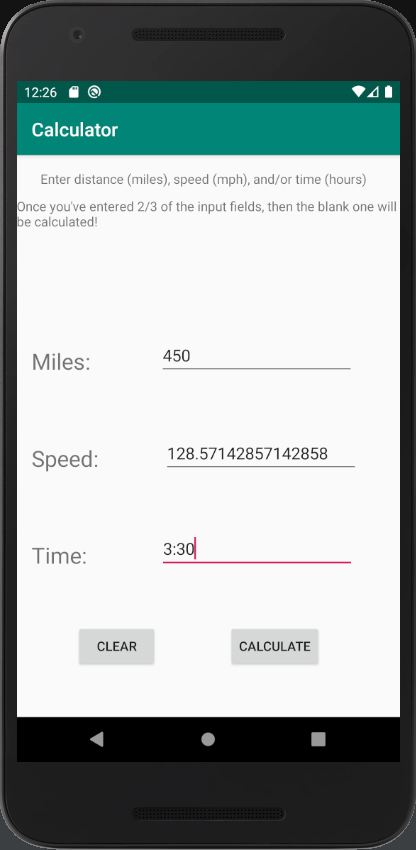 12:26
Calculator
Enter distance (miles), speed (mph), and/or time (hours)
Once you've entered 2/3 of the input fields, then the blank one will
be calculated!
Miles: 450
Speed: 128.57142857142858
Time: 3:30
CLEAR CALCULATE